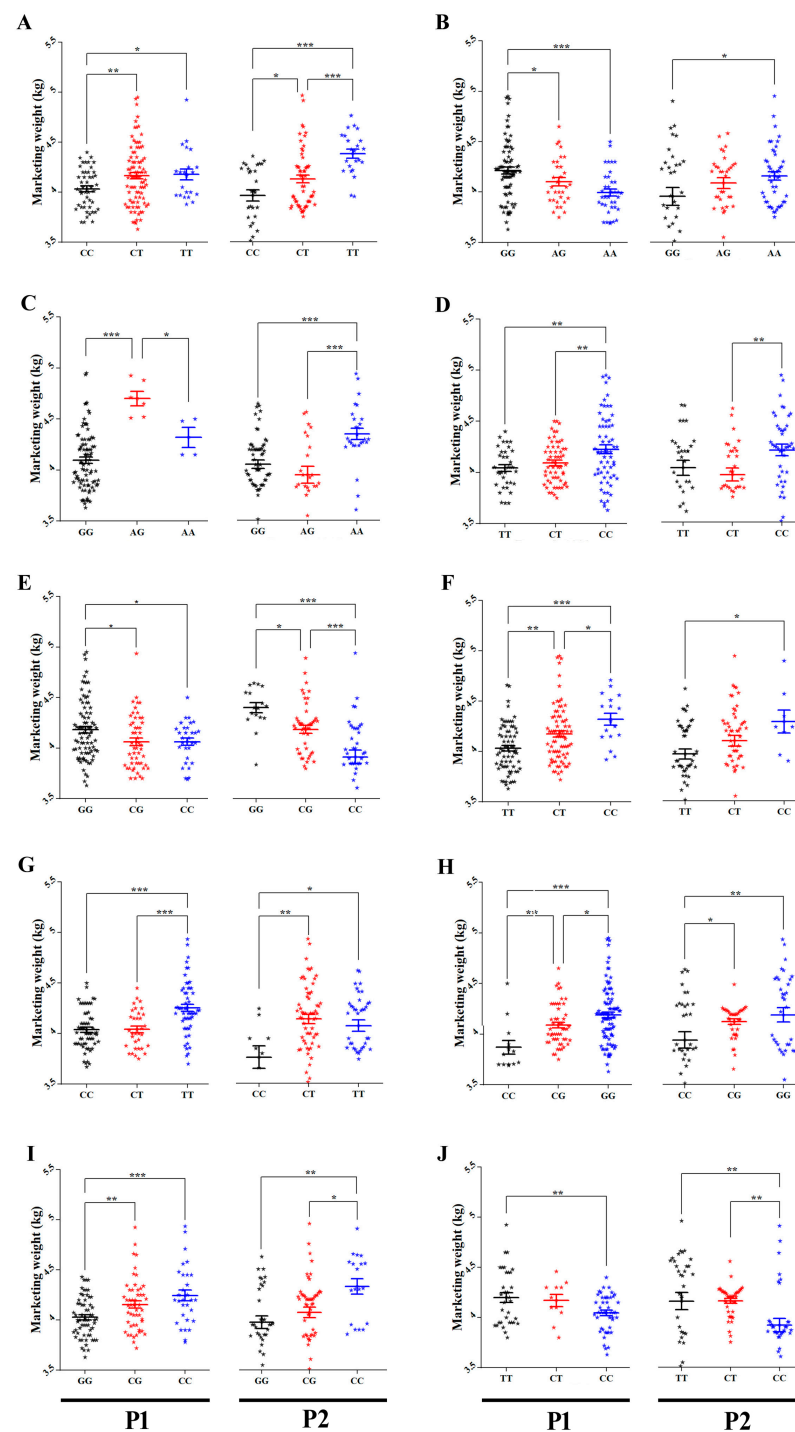 A
Marketing weight (kg)
5.5
5
4.5
4
3.5
*
**
***
*
***
CC CT TT CC CT TT
B
Marketing weight (kg)
5.5
5
4.5
4
3.5
***
*
*
GG AG AA GG AG AA
C
Marketing weight (kg)
5.5
5
4.5
4
3.5
***
*
***
***
GG AG AA GG AG AA
D
Marketing weight (kg)
5.5
5
4.5
4
3.5
**
**
**
TT CT CC TT CT CC
E
Marketing weight (kg)
5.5
5
4.5
4
3.5
*
*
***
*
***
GG CG CC GG CG CC
F
Marketing weight (kg)
5.5
5
4.5
4
3.5
***
**
*
*
TT CT CC TT CT CC
G
Marketing weight (kg)
5.5
5
4.5
4
3.5
***
***
*
**
CC CT TT CC CT TT
H
Marketing weight (kg)
5.5
5
4.5
4
3.5
***
**
*
**
*
CC CG GG CC CG GG
I
Marketing weight (kg)
5.5
5
4.5
4
3.5
***
**
**
*
GG CG CC GG CG CC
J
Marketing weight (kg)
5.5
5
4.5
4
3.5
**
**
**
TT CT CC TT CT CC
P1 P2 P1 P2